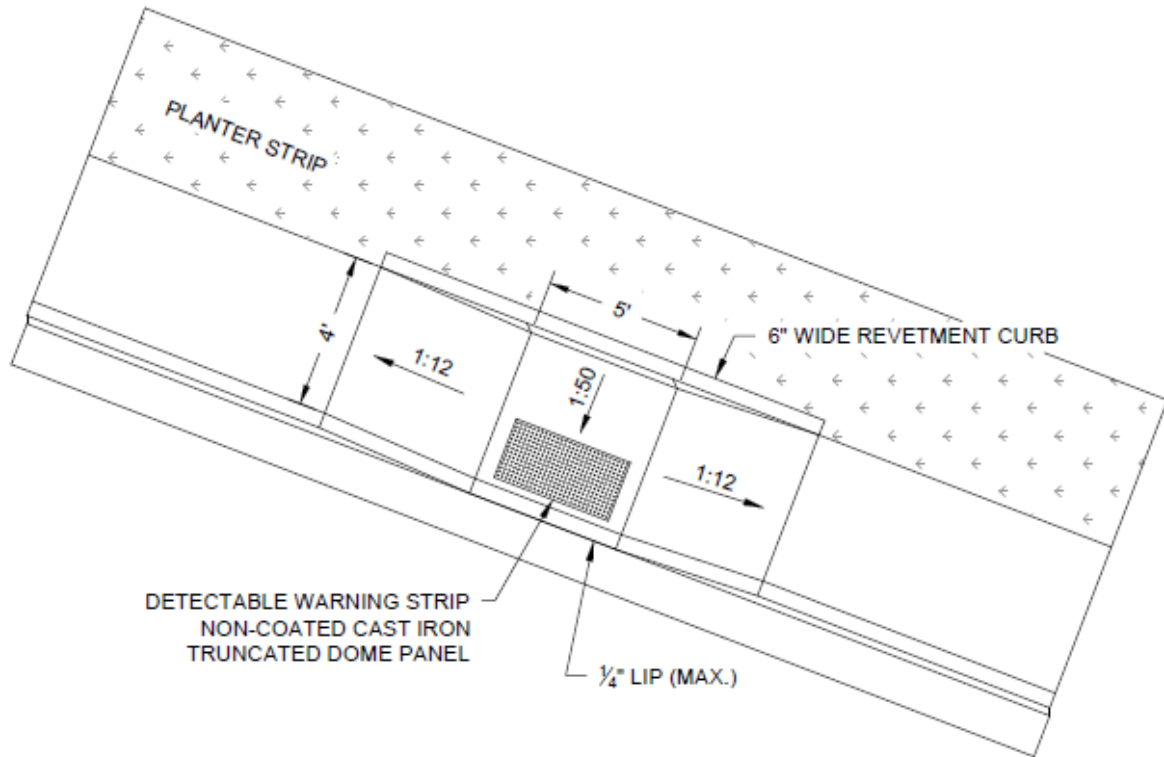 PLANTER STRIP
5'
6" WIDE REVETMENT CURB
4'
1:12
1:50
1:12
DETECTABLE WARNING STRIP
NON-COATED CAST IRON
TRUNCATED DOME PANEL
¼" LIP (MAX.)